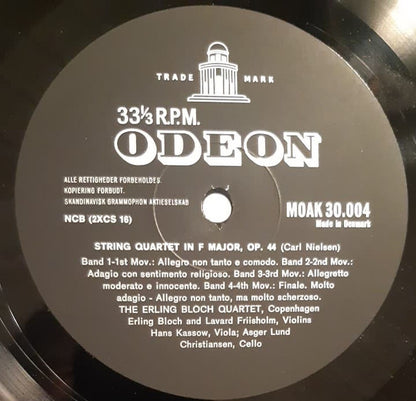 TRADE MARK
33⅓ R.P.M.
ODEON
ALLE RETTIGHEDER FORBEHOLDES.
KOPIERING FORBUDT.
SKANDINAVISK GRAMMOPHON AKTIESELSKAB
NCB (2XCS 16)
MOAK 30.004
Made in Denmark
STRING QUARTET IN F MAJOR, OP. 44 (Carl Nielsen)
Band 1-1st Mov.: Allegro non tanto e comodo. Band 2-2nd Mov.:
Adagio con sentimento religioso. Band 3-3rd Mov.: Allegretto
moderato e innocente. Band 4-4th Mov.: Finale. Molto
adagio - Allegro non tanto, ma molto scherzoso.
THE ERLING BLOCH QUARTET, Copenhagen
Erling Bloch and Lavard Friisholm, Violins
Hans Kassow, Viola; Asger Lund
Christiansen, Cello